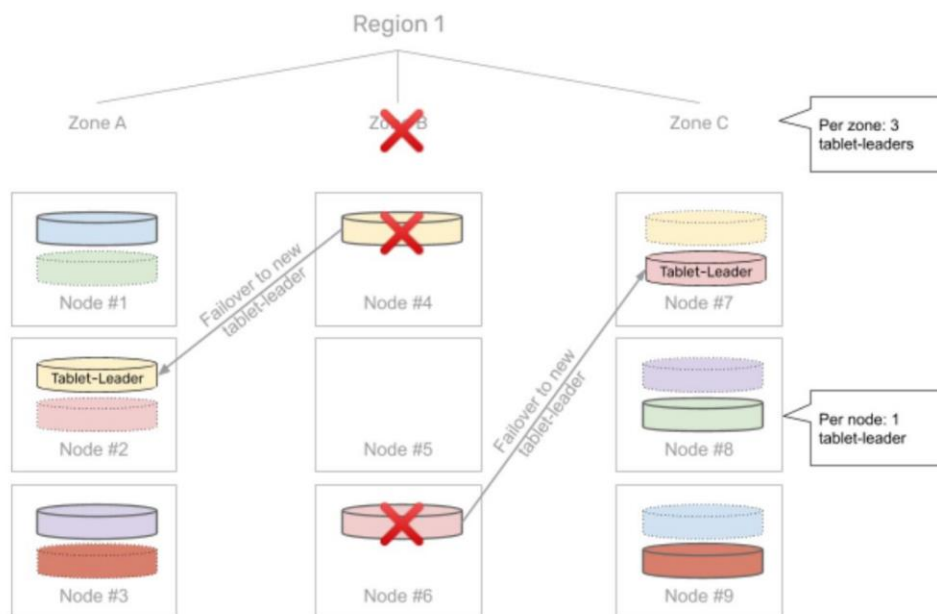 Region 1
Zone A
Zone B
Zone C
Per zone: 3
tablet-leaders
Node #1
Failover to new
tablet-leader
Node #4
Tablet-Leader
Node #7
Tablet-Leader
Node #2
Node #5
Failover to new
tablet-leader
Node #8
Per node: 1
tablet-leader
Node #3
Node #6
Node #9